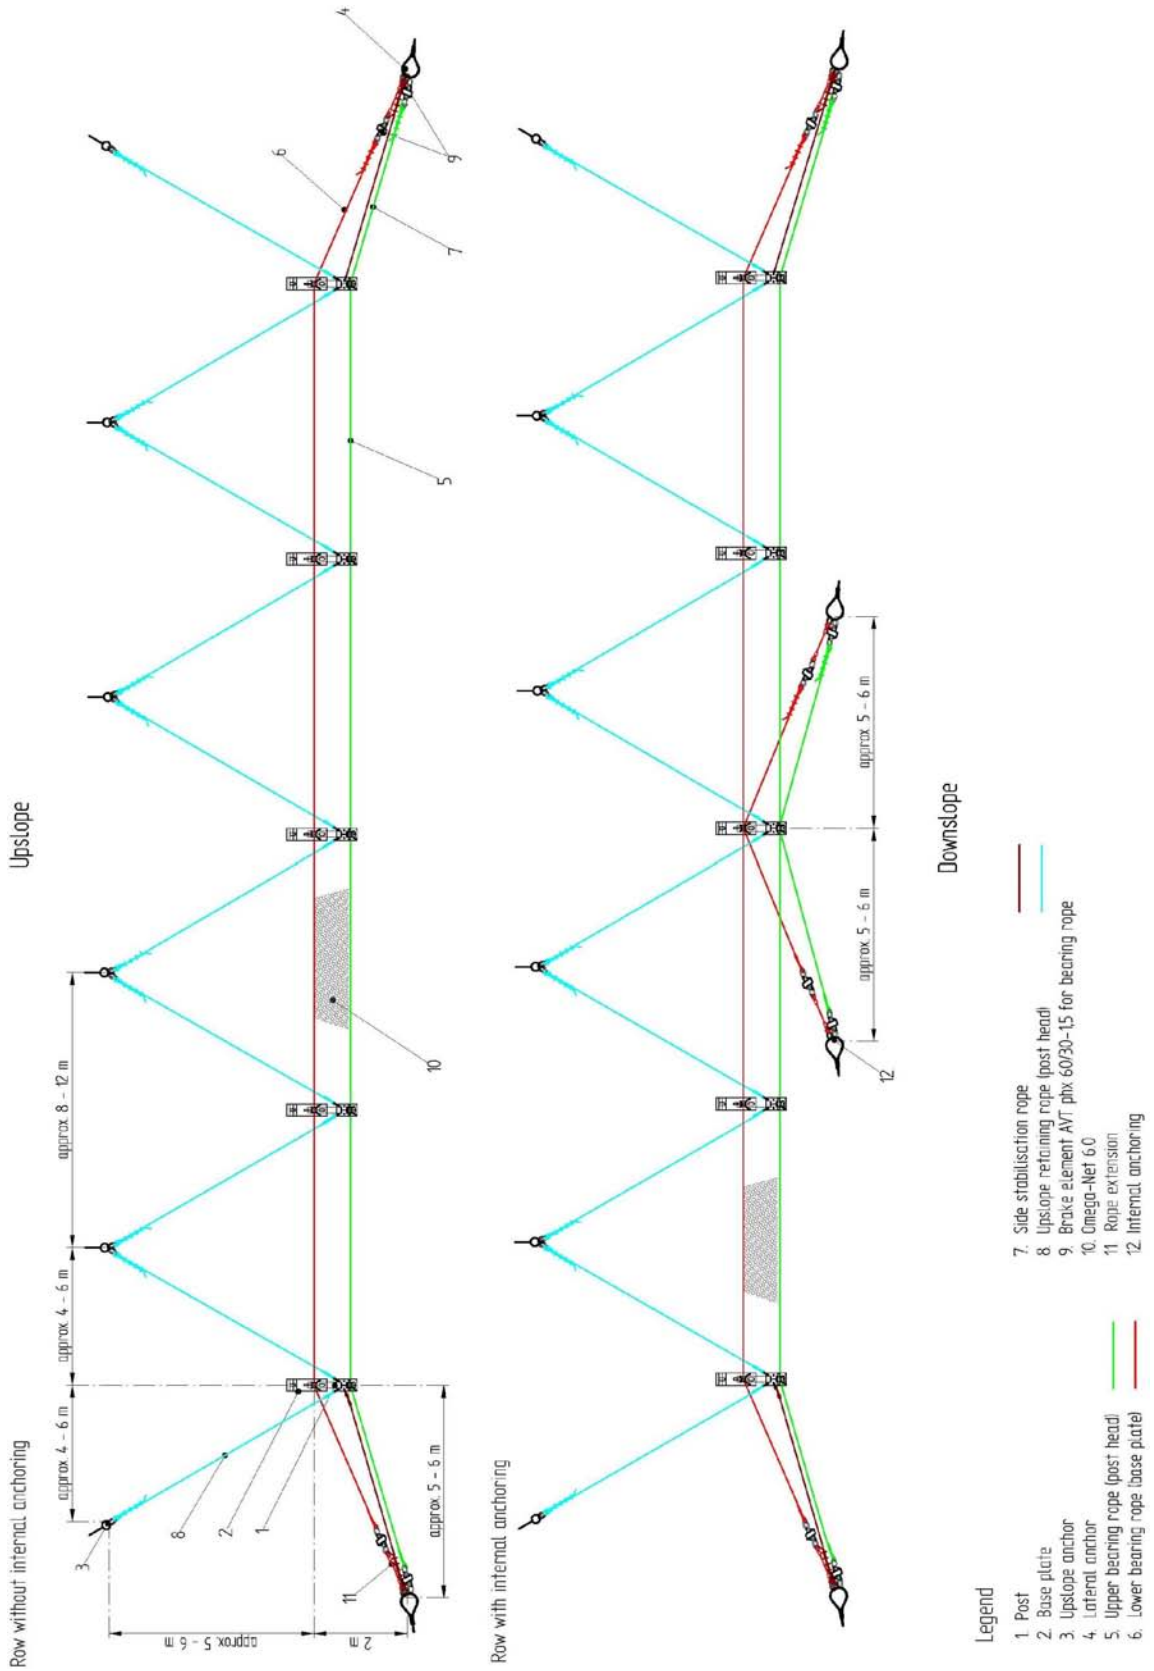 Upslope
Row without internal anchoring
approx. 4 - 6 m
approx. 4 - 6 m
approx. 8 - 12 m
3
8
2
1
10
5
6
7
9
4
11
approx. 5 - 6 m
2 m
approx. 5 - 6 m
Row with internal anchoring
approx. 5 - 6 m
approx. 5 - 6 m
12
Downslope
Legend
1 Post
2. Base plate
3. Upslope anchor
4. Lateral anchor
5. Upper bearing rope (post head)
6. Lower bearing rope (base plate)
7. Side stabilisation rope
8 Upslope retaining rope (post head)
9. Brake element AVT phx 60/30-1,5 for bearing rope
10. Omega-Net 6.0
11 Rope extension
12. Internal anchoring